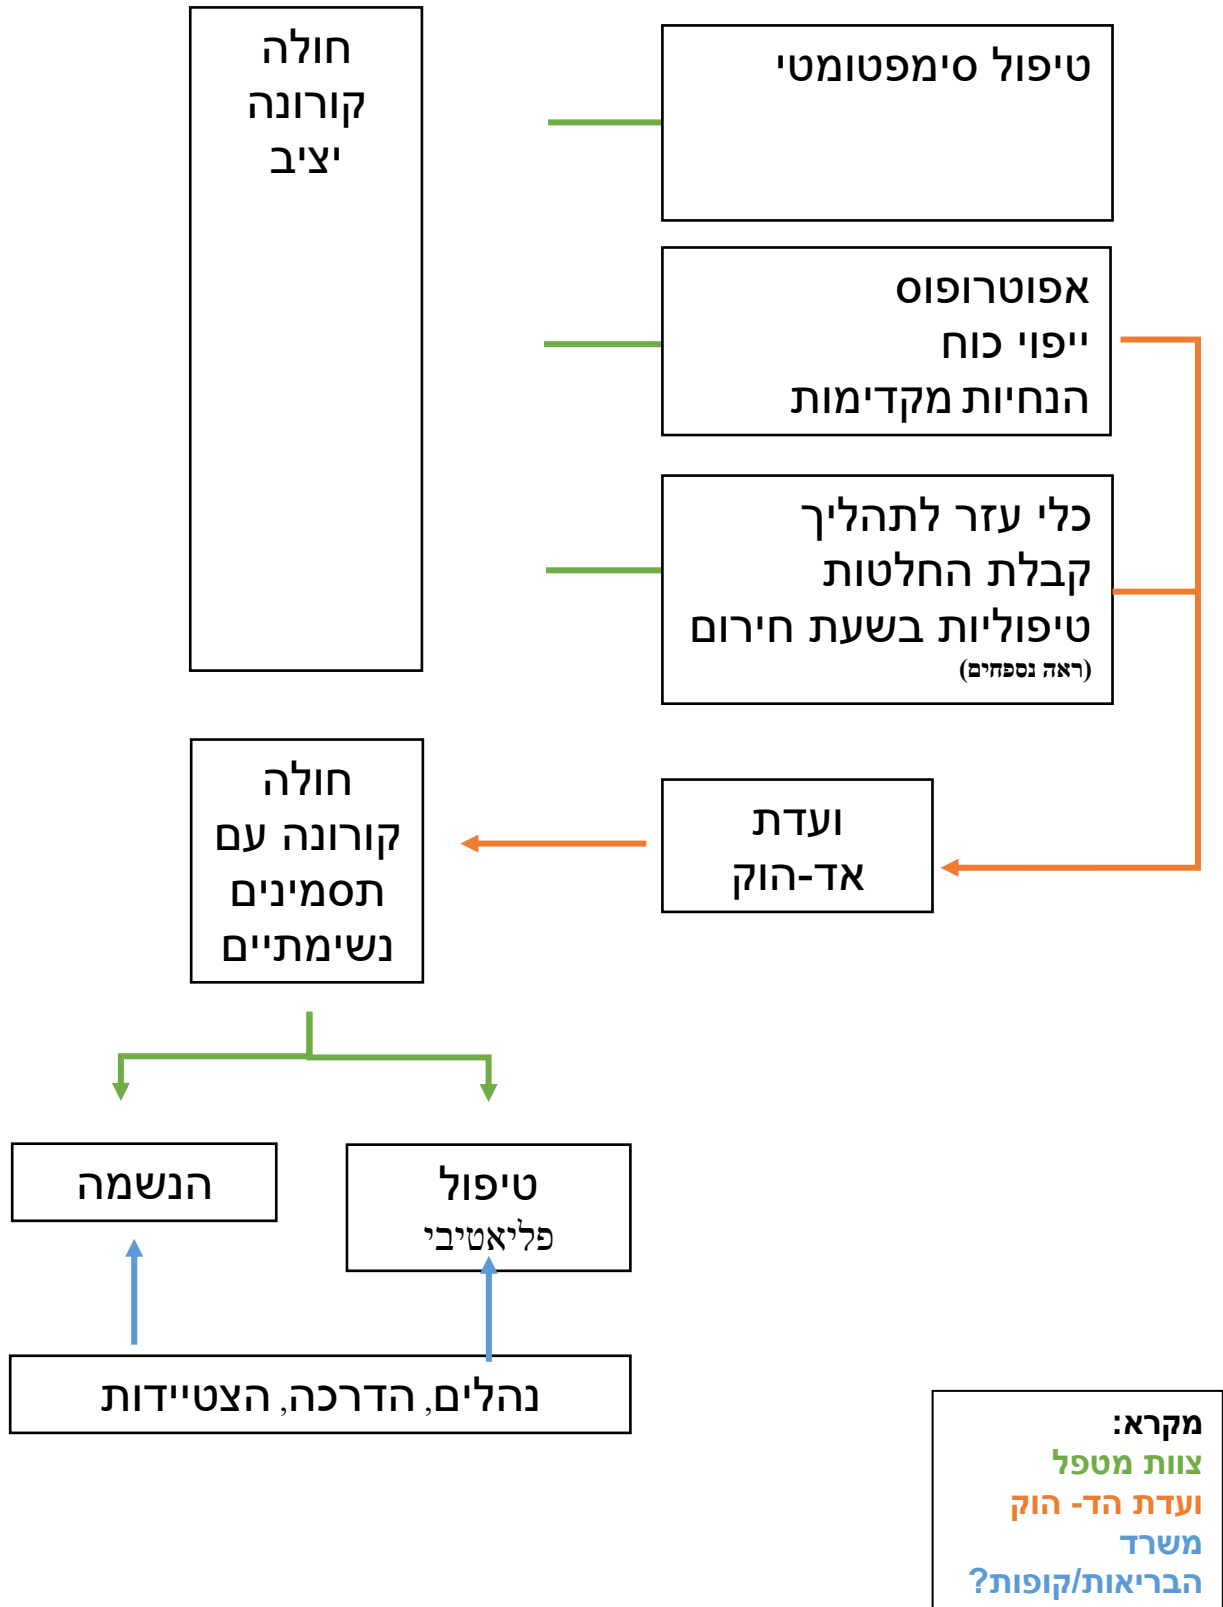 חולה
קורונה
יציב
טיפול סימפטומטי
אפוטרופוס
ייפוי כוח
הנחיות מקדימות
כלי עזר לתהליך
קבלת החלטות
טיפוליות בשעת חירום
(ראה נספחים)
ועדת
אד-הוק
חולה
קורונה עם
תסמינים
נשימתיים
טיפול
פליאטיבי
הנשמה
נהלים, הדרכה, הצטיידות
מקרא:
צוות מטפל
ועדת הד- הוק
משרד
הבריאות/קופות?